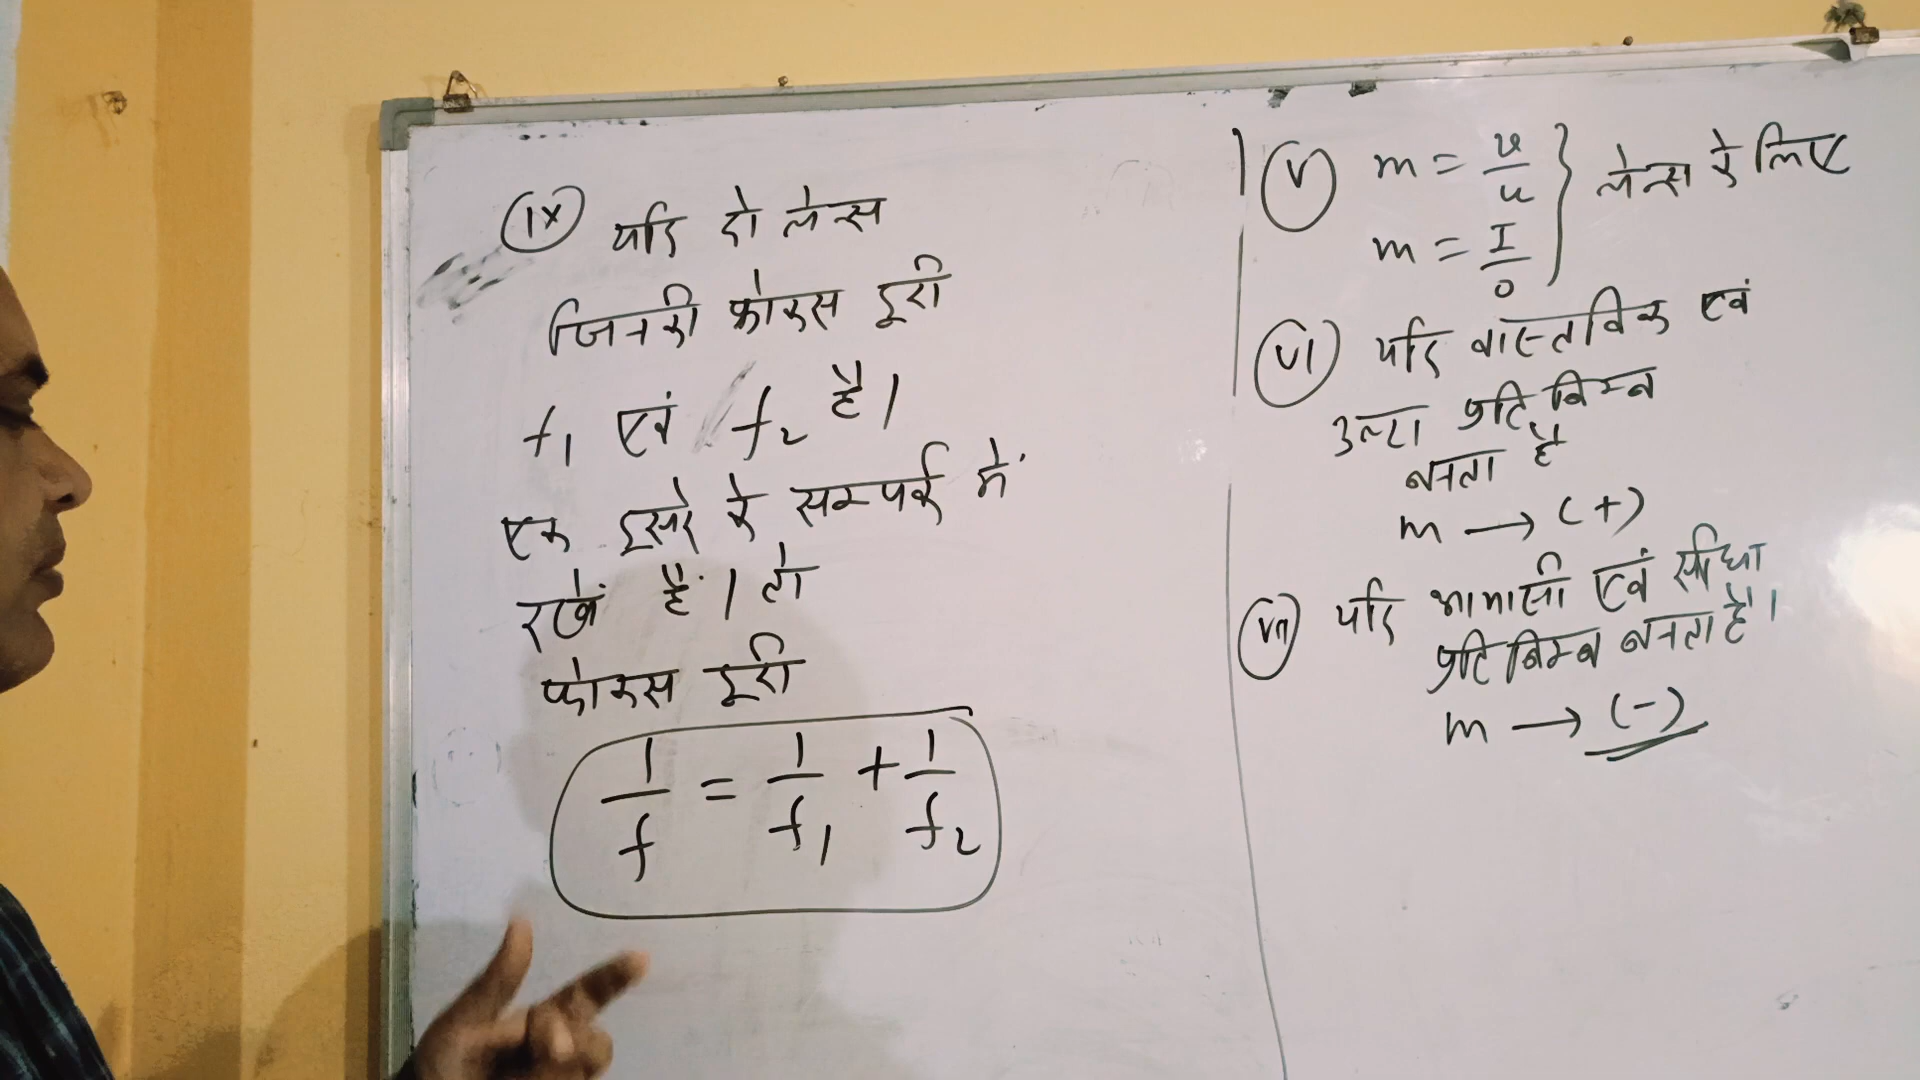 (ix) यदि दो लेन्स
जिनकी फोकस दूरी
f₁ एवं f₂ है।
एक दूसरे के सम्पर्क में
रखें हैं। तो
फोकस दूरी
1/f = 1/f₁ + 1/f₂
(v) m = v/u } लेन्स के लिए
m = I/O
(vi) यदि वास्तविक एवं
उल्टा प्रतिबिम्ब
बनता है
m → (+)
(vii) यदि आभासी एवं सीधा
प्रतिबिम्ब बनता है।
m → (-)